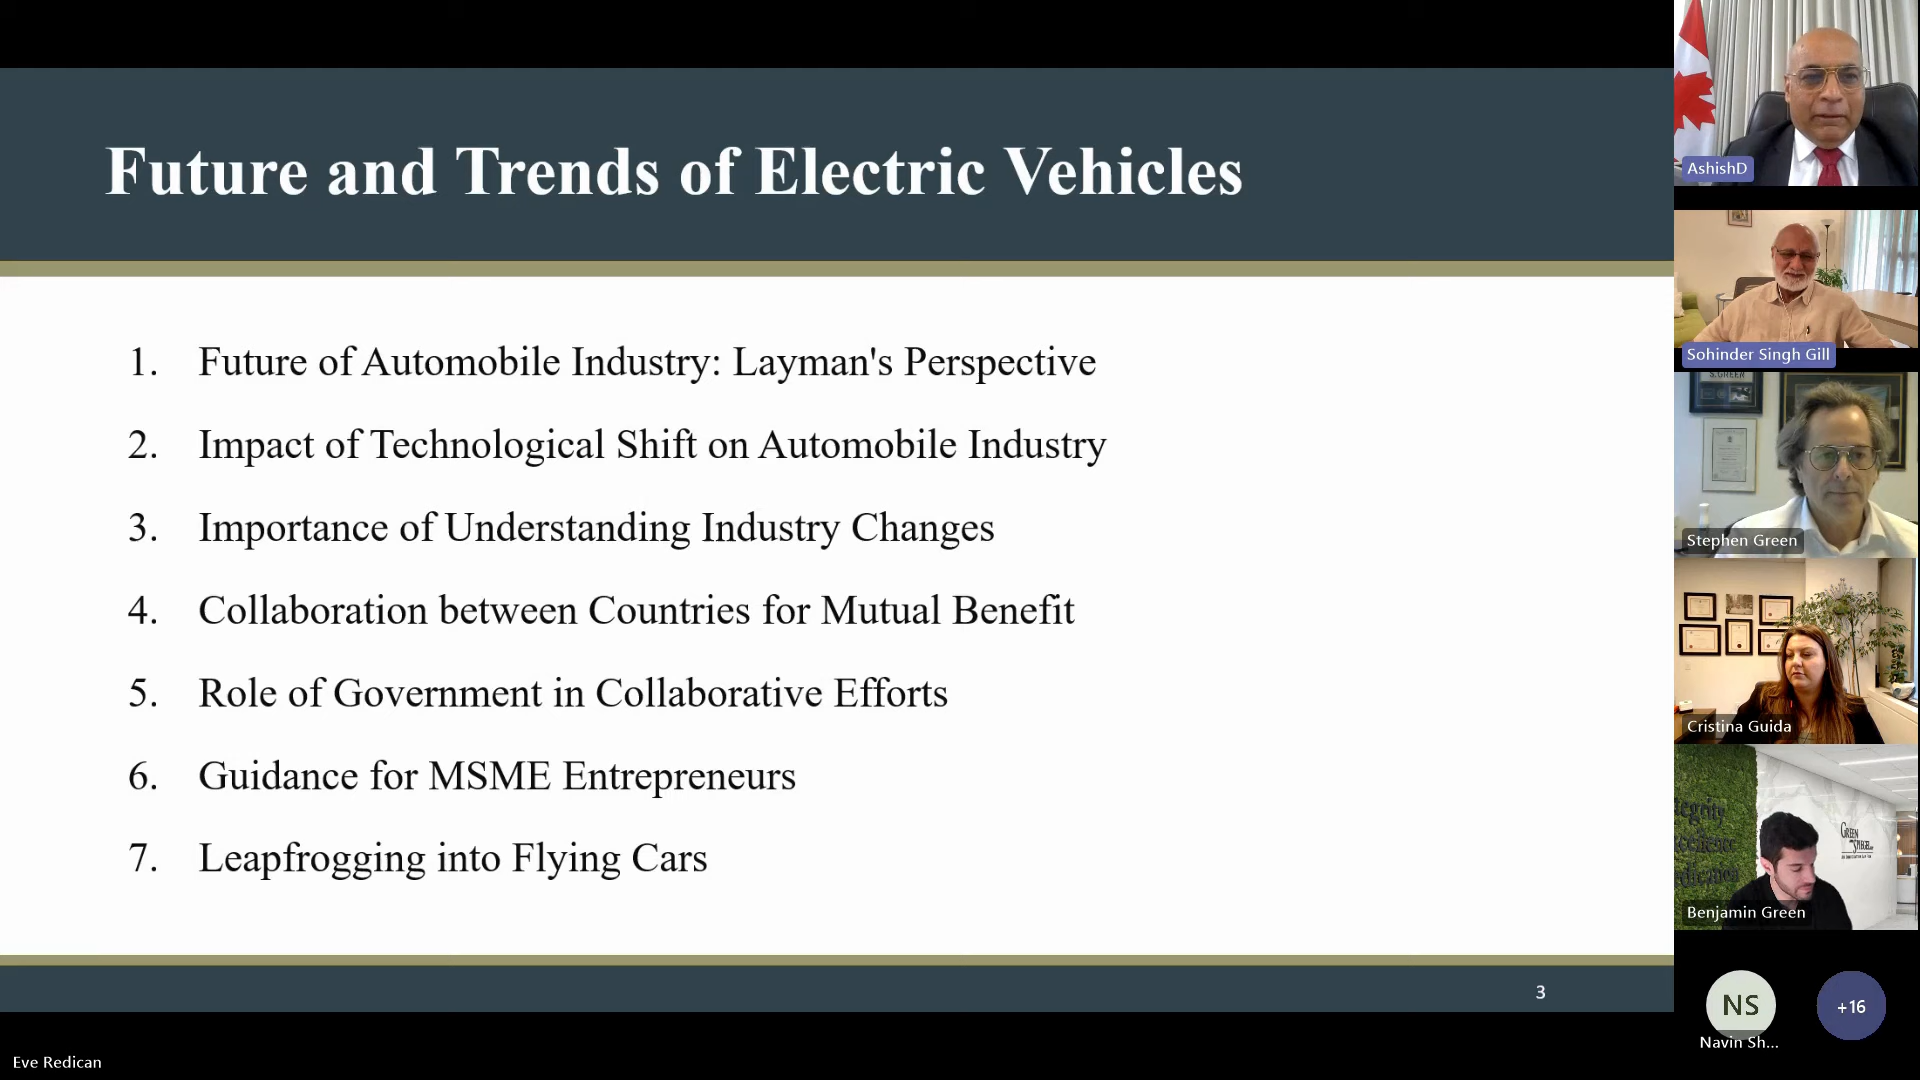 Future and Trends of Electric Vehicles
1. Future of Automobile Industry: Layman's Perspective
2. Impact of Technological Shift on Automobile Industry
3. Importance of Understanding Industry Changes
4. Collaboration between Countries for Mutual Benefit
5. Role of Government in Collaborative Efforts
6. Guidance for MSME Entrepreneurs
7. Leapfrogging into Flying Cars
3
Eve Redican
AshishD
Sohinder Singh Gill
S.GREER
Stephen Green
Cristina Guida
Benjamin Green
NS
Navin Sh...
+16